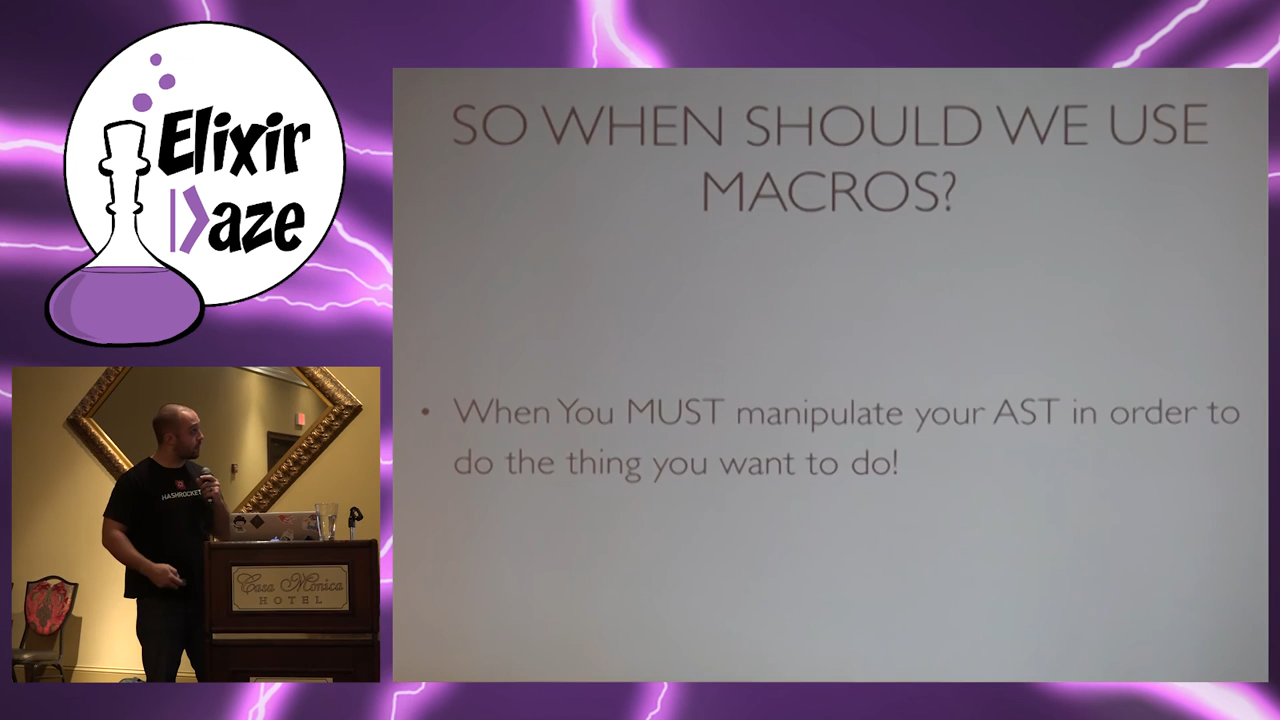 Elixir
Daze
SO WHEN SHOULD WE USE
MACROS?
• When You MUST manipulate your AST in order to
do the thing you want to do!
HASHROCKET
Casa Monica
HOTEL